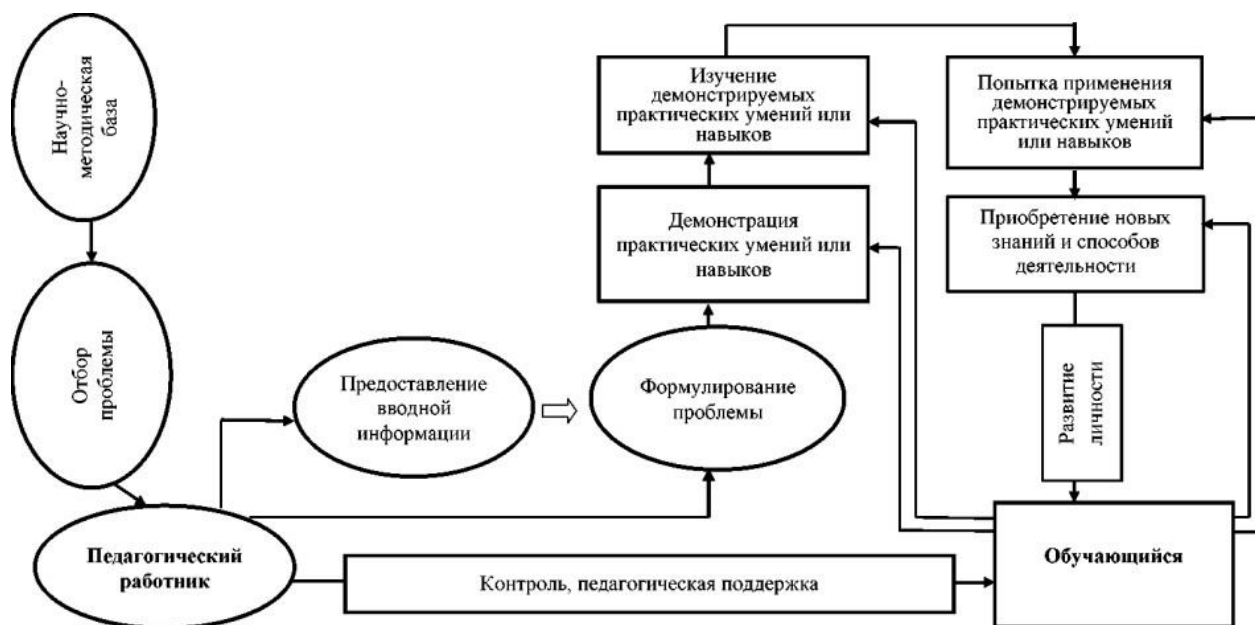 Научно-
методическая
база
Отбор
проблемы
Педагогический
работник
Предоставление
вводной
информации
Формулирование
проблемы
Демонстрация
практических умений или
навыков
Изучение
демонстрируемых
практических умений или
навыков
Попытка применения
демонстрируемых
практических умений
или навыков
Приобретение новых
знаний и способов
деятельности
Развитие
личности
Обучающийся
Контроль, педагогическая поддержка